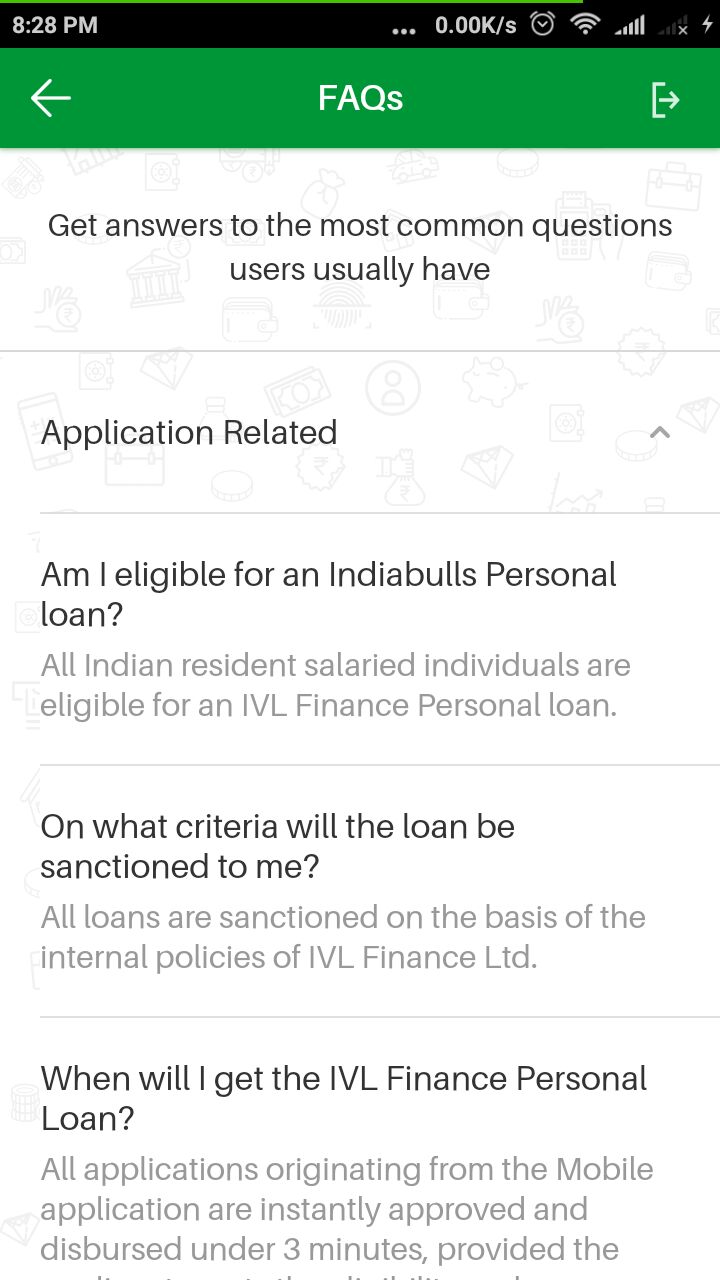 8:28 PM
... 0.00K/s
FAQs
Get answers to the most common questions
users usually have
Application Related
Am I eligible for an Indiabulls Personal
loan?
All Indian resident salaried individuals are
eligible for an IVL Finance Personal loan.
On what criteria will the loan be
sanctioned to me?
All loans are sanctioned on the basis of the
internal policies of IVL Finance Ltd.
When will I get the IVL Finance Personal
Loan?
All applications originating from the Mobile
application are instantly approved and
disbursed under 3 minutes, provided the